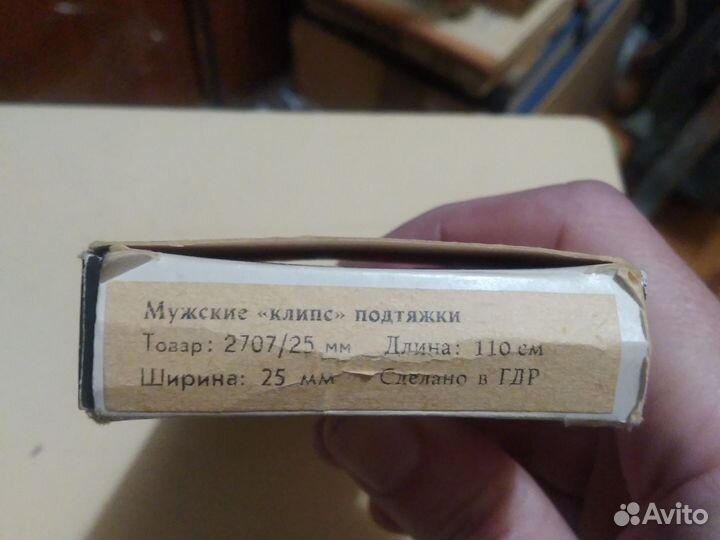 Мужские «клипс» подтяжки
Товар: 2707/25 мм Длина: 110 см
Ширина: 25 мм Сделано в ГДР
Avito